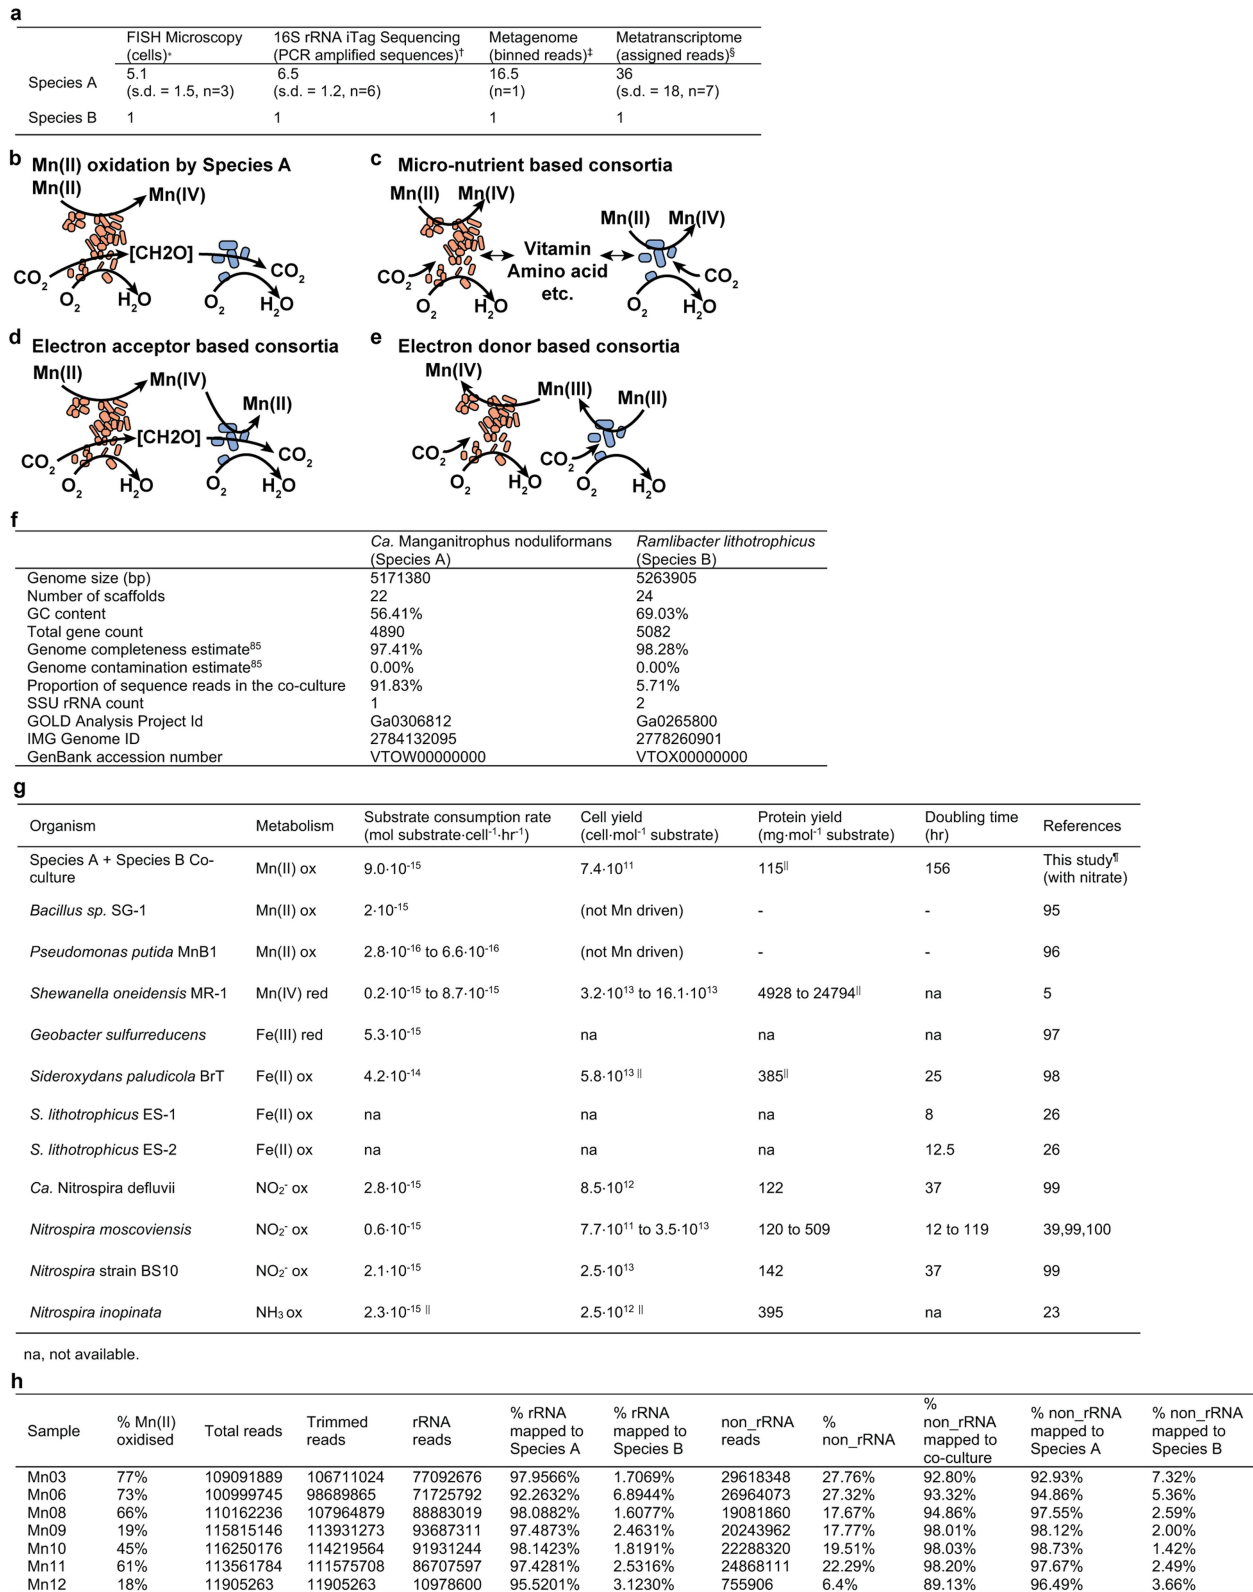 a
FISH Microscopy (cells)* 16S rRNA iTag Sequencing (PCR amplified sequences)† Metagenome (binned reads)‡ Metatranscriptome (assigned reads)§
Species A 5.1 (s.d. = 1.5, n=3) 6.5 (s.d. = 1.2, n=6) 16.5 (n=1) 36 (s.d. = 18, n=7)
Species B 1 1 1 1
b Mn(II) oxidation by Species A
Mn(II) Mn(IV)
[CH2O]
CO2 CO2
O2 H2O O2 H2O
c Micro-nutrient based consortia
Mn(II) Mn(IV)
Mn(II) Mn(IV)
Vitamin
Amino acid
etc.
CO2 CO2
O2 H2O O2 H2O
d Electron acceptor based consortia
Mn(II) Mn(IV)
Mn(II)
[CH2O]
CO2 CO2
O2 H2O O2 H2O
e Electron donor based consortia
Mn(IV) Mn(III) Mn(II)
CO2 CO2
O2 H2O O2 H2O
f
Ca. Manganitrophus noduliformans (Species A) Ramlibacter lithotrophicus (Species B)
Genome size (bp) 5171380 5263905
Number of scaffolds 22 24
GC content 56.41% 69.03%
Total gene count 4890 5082
Genome completeness estimate85 97.41% 98.28%
Genome contamination estimate85 0.00% 0.00%
Proportion of sequence reads in the co-culture 91.83% 5.71%
SSU rRNA count 1 2
GOLD Analysis Project Id Ga0306812 Ga0265800
IMG Genome ID 2784132095 2778260901
GenBank accession number VTOW00000000 VTOX00000000
g
Organism Metabolism Substrate consumption rate (mol substrate·cell-1·hr-1) Cell yield (cell·mol-1 substrate) Protein yield (mg·mol-1 substrate) Doubling time (hr) References
Species A + Species B Co-culture Mn(II) ox 9.0·10-15 7.4·1011 115|| 156 This study¶ (with nitrate)
Bacillus sp. SG-1 Mn(II) ox 2·10-15 (not Mn driven) - - 95
Pseudomonas putida MnB1 Mn(II) ox 2.8·10-16 to 6.6·10-16 (not Mn driven) - - 96
Shewanella oneidensis MR-1 Mn(IV) red 0.2·10-15 to 8.7·10-15 3.2·1013 to 16.1·1013 4928 to 24794|| na 5
Geobacter sulfurreducens Fe(III) red 5.3·10-15 na na na 97
Sideroxydans paludicola BrT Fe(II) ox 4.2·10-14 5.8·1013 || 385|| 25 98
S. lithotrophicus ES-1 Fe(II) ox na na na 8 26
S. lithotrophicus ES-2 Fe(II) ox na na na 12.5 26
Ca. Nitrospira defluvii NO2- ox 2.8·10-15 8.5·1012 122 37 99
Nitrospira moscoviensis NO2- ox 0.6·10-15 7.7·1011 to 3.5·1013 120 to 509 12 to 119 39,99,100
Nitrospira strain BS10 NO2- ox 2.1·10-15 2.5·1013 142 37 99
Nitrospira inopinata NH3 ox 2.3·10-15 || 2.5·1012 || 395 na 23
na, not available.
h
Sample % Mn(II) oxidised Total reads Trimmed reads rRNA reads % rRNA mapped to Species A % rRNA mapped to Species B non_rRNA reads % non_rRNA % non_rRNA mapped to co-culture % non_rRNA mapped to Species A % non_rRNA mapped to Species B
Mn03 77% 109091889 106711024 77092676 97.9566% 1.7069% 29618348 27.76% 92.80% 92.93% 7.32%
Mn06 73% 100999745 98689865 71725792 92.2632% 6.8944% 26964073 27.32% 93.32% 94.86% 5.36%
Mn08 66% 110162236 107964879 88883019 98.0882% 1.6077% 19081860 17.67% 94.86% 97.55% 2.59%
Mn09 19% 115815146 113931273 93687311 97.4873% 2.4631% 20243962 17.77% 98.01% 98.12% 2.00%
Mn10 45% 116250176 114219564 91931244 98.1423% 1.8191% 22288320 19.51% 98.03% 98.73% 1.42%
Mn11 61% 113561784 111575708 86707597 97.4281% 2.5316% 24868111 22.29% 98.20% 97.67% 2.49%
Mn12 18% 11905263 11905263 10978600 95.5201% 3.1230% 755906 6.4% 89.13% 96.49% 3.66%